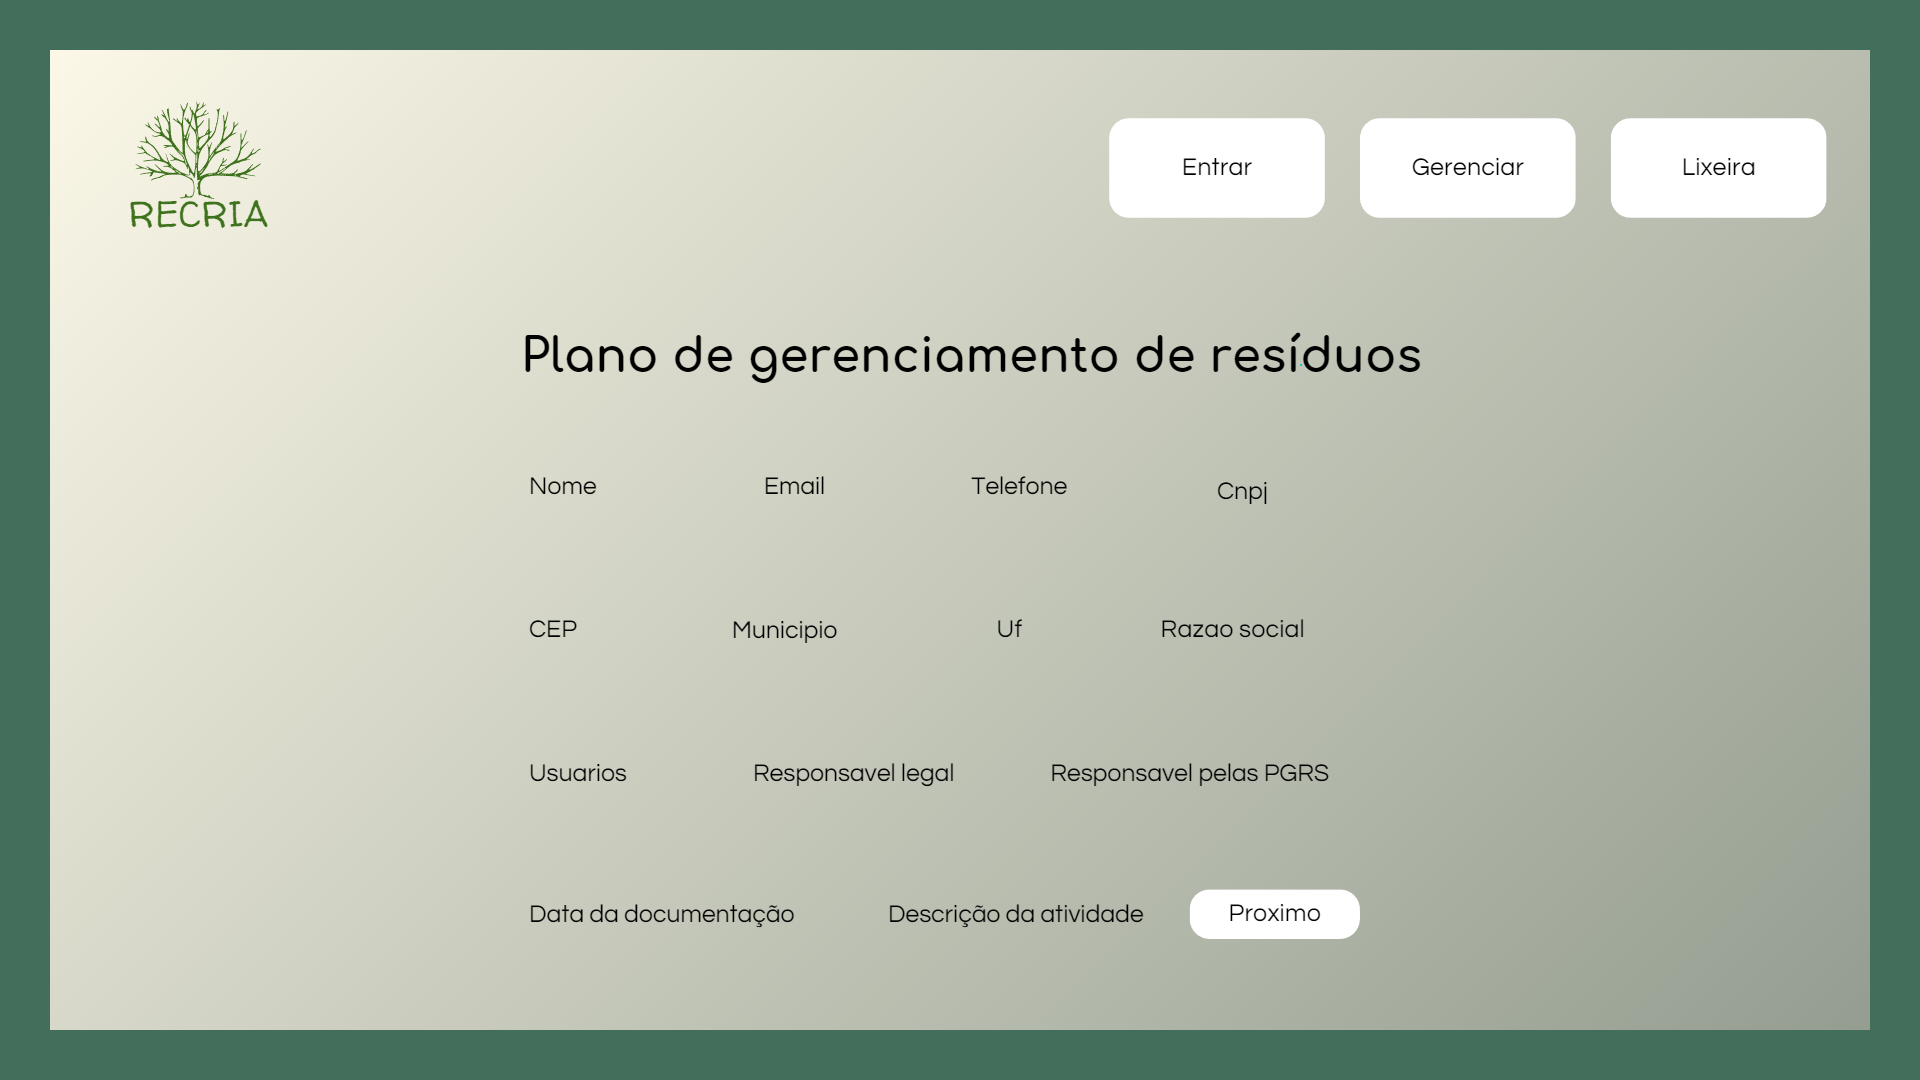 RECRIA
Entrar Gerenciar Lixeira
Plano de gerenciamento de resíduos
Nome Email Telefone Cnpj
CEP Municipio Uf Razao social
Usuarios Responsavel legal Responsavel pelas PGRS
Data da documentação Descrição da atividade Proximo